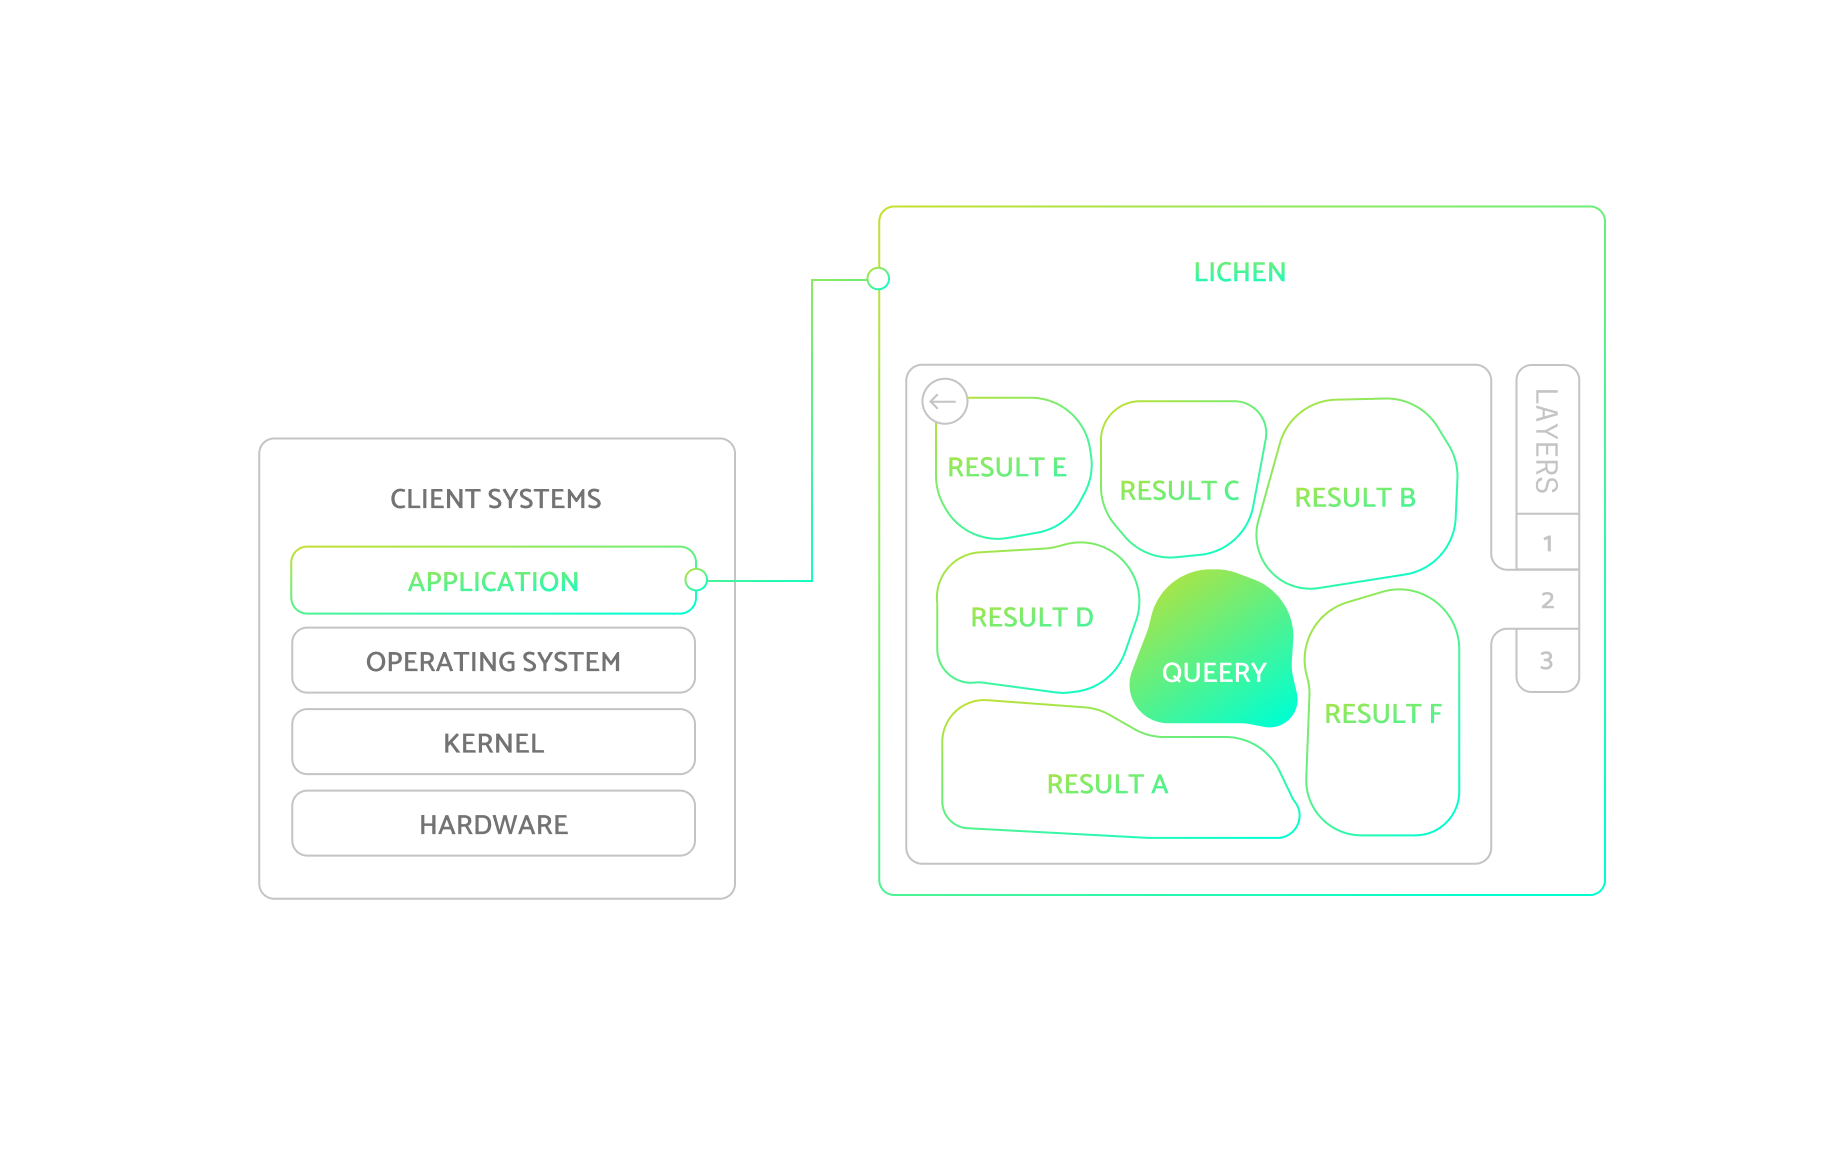 LICHEN
CLIENT SYSTEMS
APPLICATION
OPERATING SYSTEM
KERNEL
HARDWARE
RESULT E
RESULT C
RESULT B
RESULT D
QUEERY
RESULT F
RESULT A
LAYERS
1
2
3